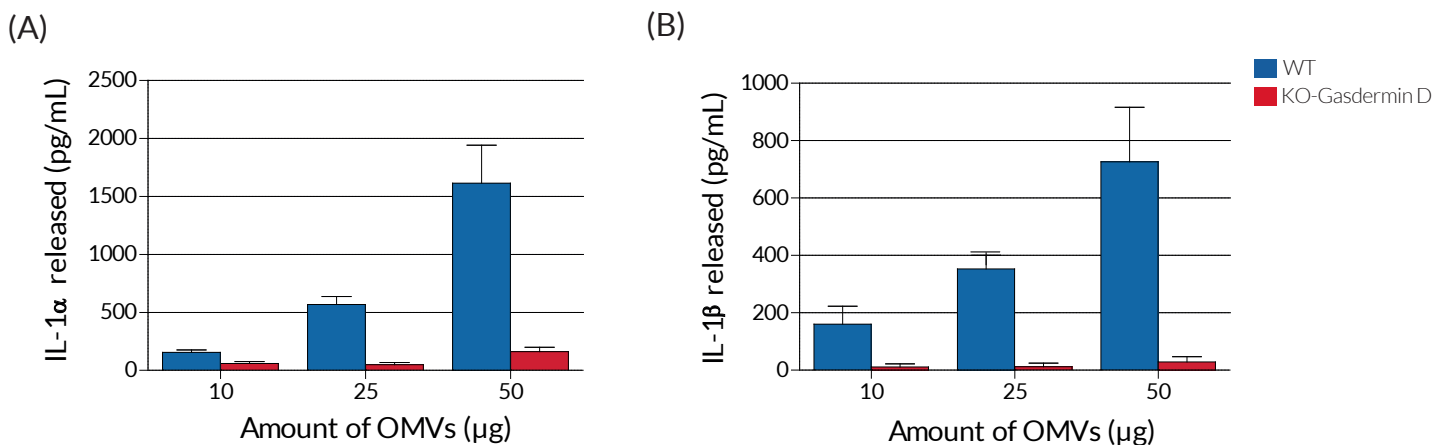 (A)
IL-1α released (pg/mL)
2500
2000
1500
1000
500
0
10 25 50
Amount of OMVs (µg)
(B)
IL-1β released (pg/mL)
1000
800
600
400
200
0
10 25 50
Amount of OMVs (µg)
WT
KO-Gasdermin D